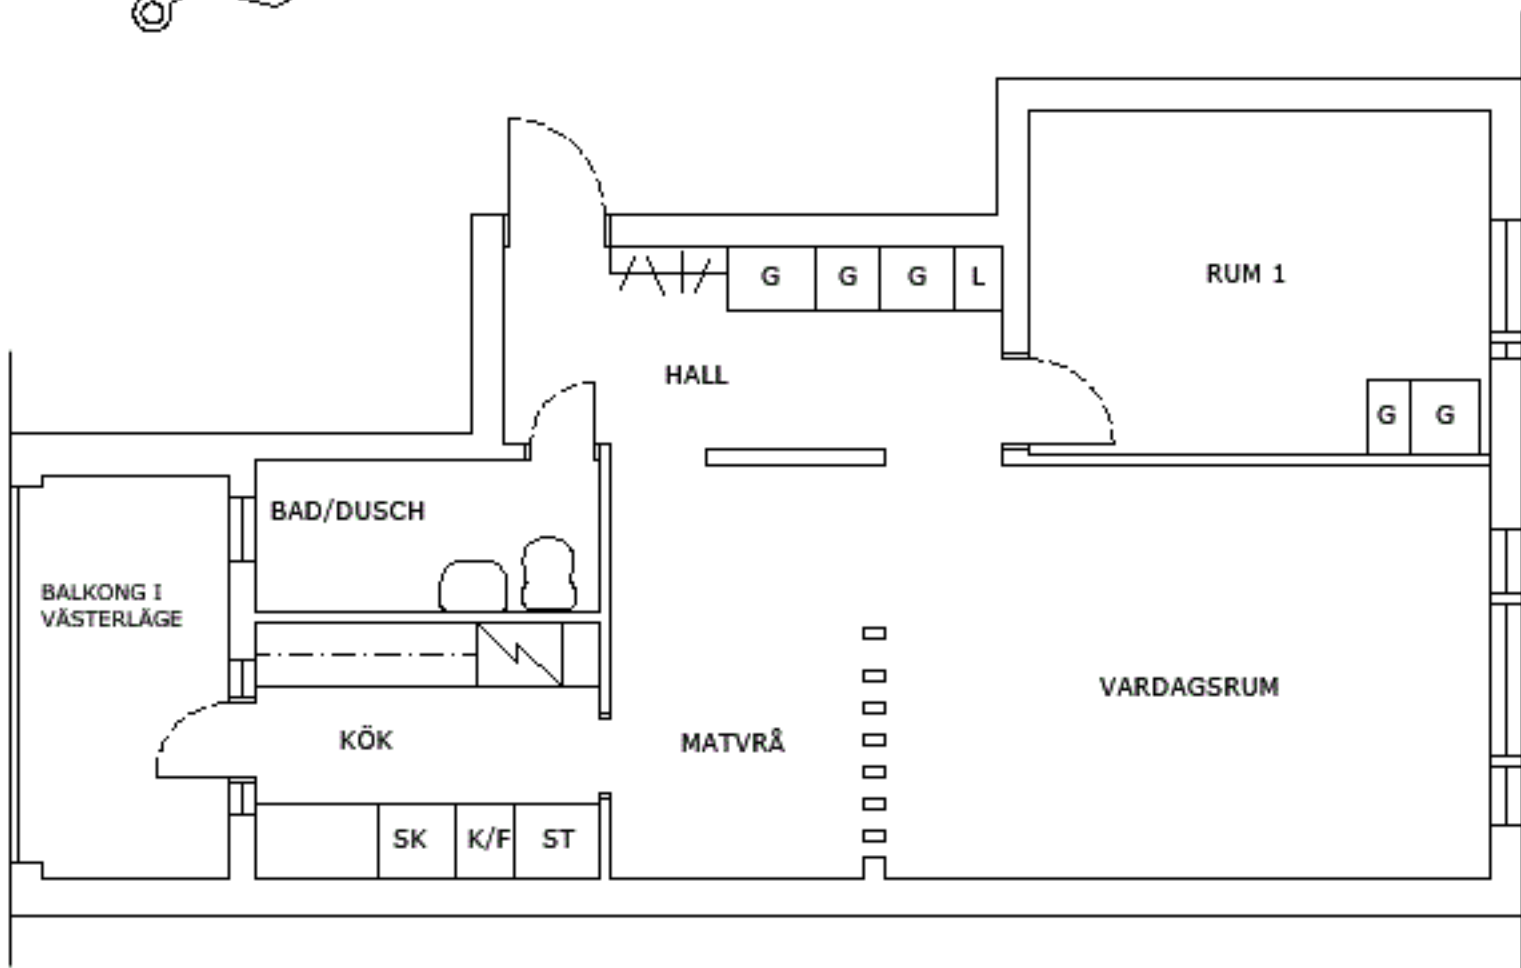 G G G L
RUM 1
HALL
G G
BAD/DUSCH
BALKONG I
VÄSTERLÄGE
VARDAGSRUM
KÖK
MATVRÅ
SK K/F ST